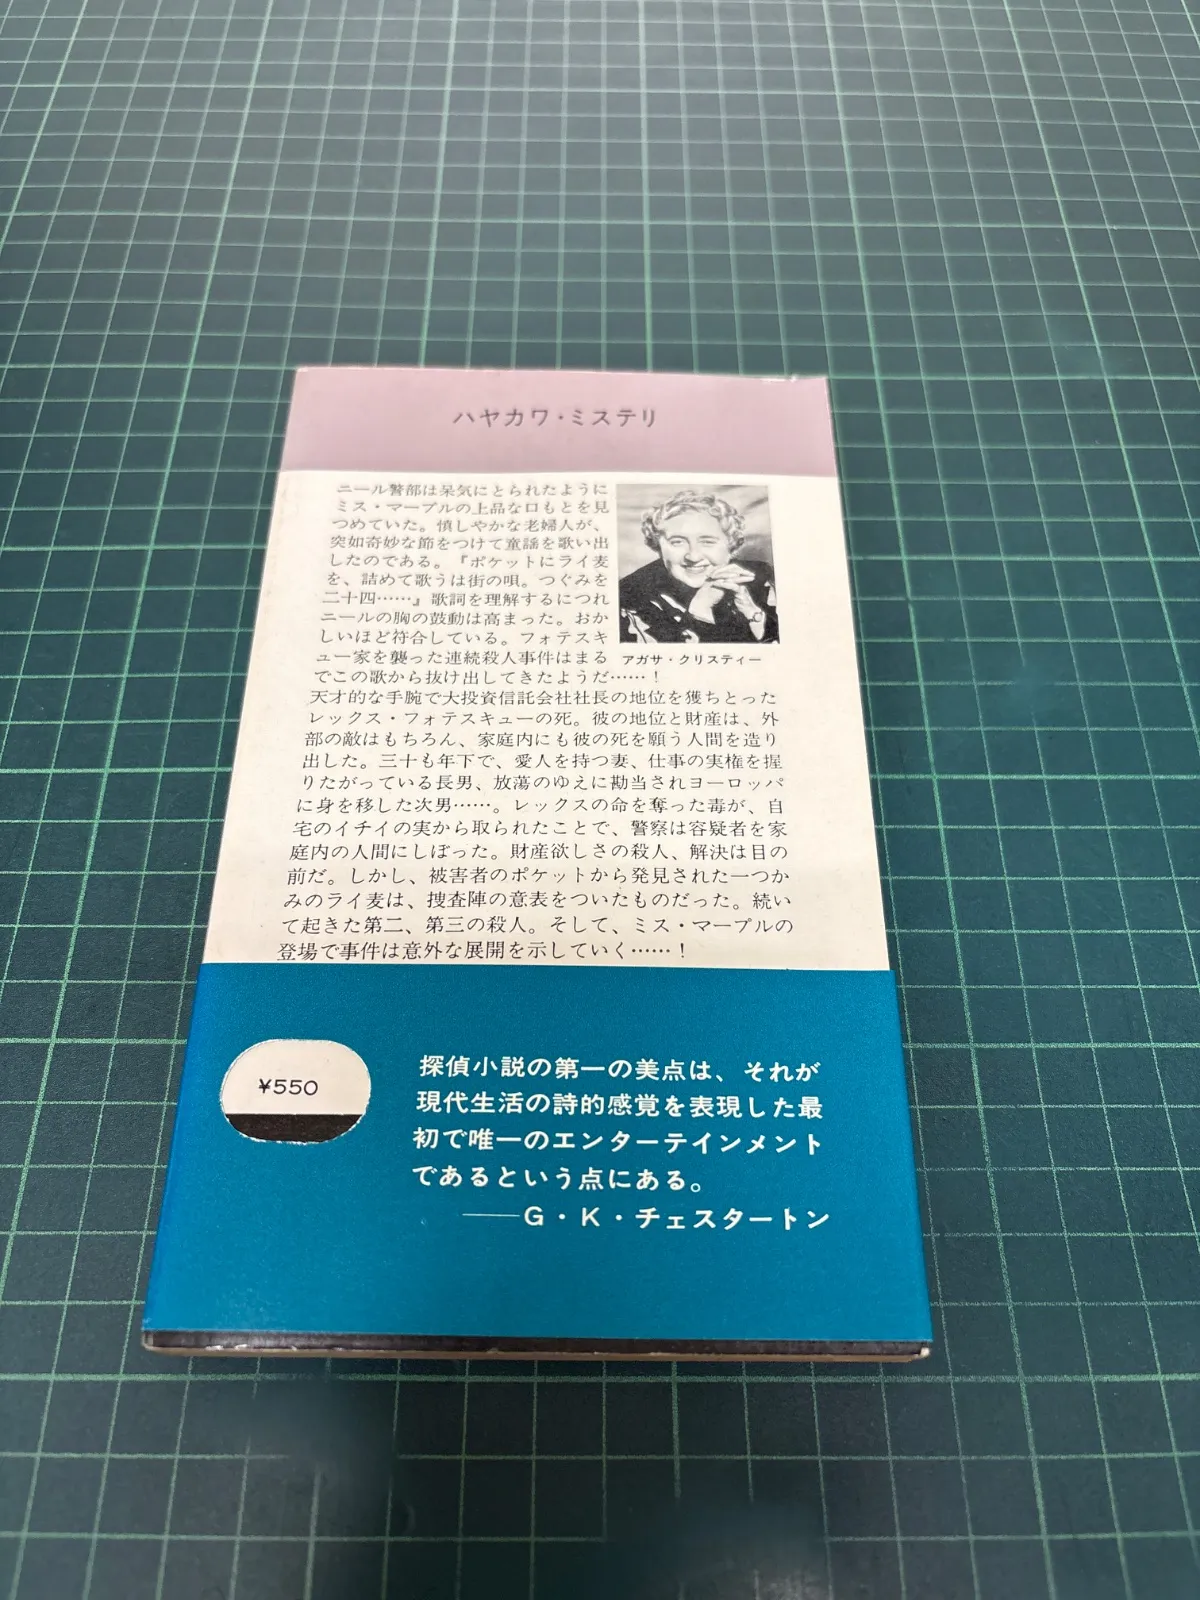 ハヤカワ・ミステリ
ニール警部は呆気にとられたように
ミス・マープルの上品な口もとを見
つめていた。慎しやかな老婦人が、
突如奇妙な節をつけて童謡を歌い出
したのである。『ポケットにライ麦
を、詰めて歌うは街の唄。つぐみを
二十四……』歌詞を理解するにつれ
ニールの胸の鼓動は高まった。おか
しいほど符合している。フォテスキ
ュー家を襲った連続殺人事件はまる
でこの歌から抜け出してきたようだ……！
アガサ・クリスティー
天才的な手腕で大投資信託会社社長の地位を獲ちとった
レックス・フォテスキューの死。彼の地位と財産は、外
部の敵はもちろん、家庭内にも彼の死を願う人間を造り
出した。三十も年下で、愛人を持つ妻、仕事の実権を握
りたがっている長男、放蕩のゆえに勘当されヨーロッパ
に身を移した次男……。レックスの命を奪った毒が、自
宅のイチイの実から取られたことで、警察は容疑者を家
庭内の人間にしぼった。財産欲しさの殺人、解決は目の
前だ。しかし、被害者のポケットから発見された一つか
みのライ麦は、捜査陣の意表をついたものだった。続い
て起きた第二、第三の殺人。そして、ミス・マープルの
登場で事件は意外な展開を示していく……！
¥550
探偵小説の第一の美点は、それが
現代生活の詩的感覚を表現した最
初で唯一のエンターテインメント
であるという点にある。
——G・K・チェスタートン